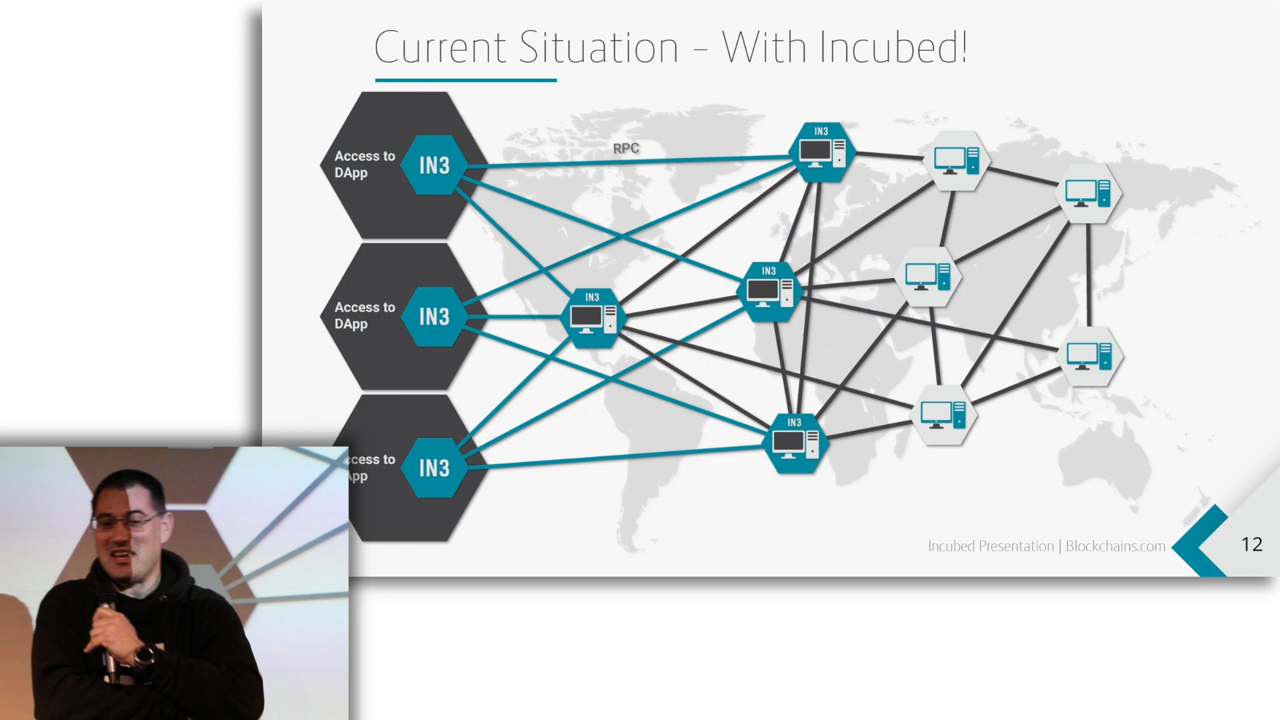 Current Situation – With Incubed!
RPC
IN3
Access to
DApp
IN3
IN3
Access to
DApp
IN3
IN3
IN3
ccess to
App
IN3
Incubed Presentation | Blockchains.com
12